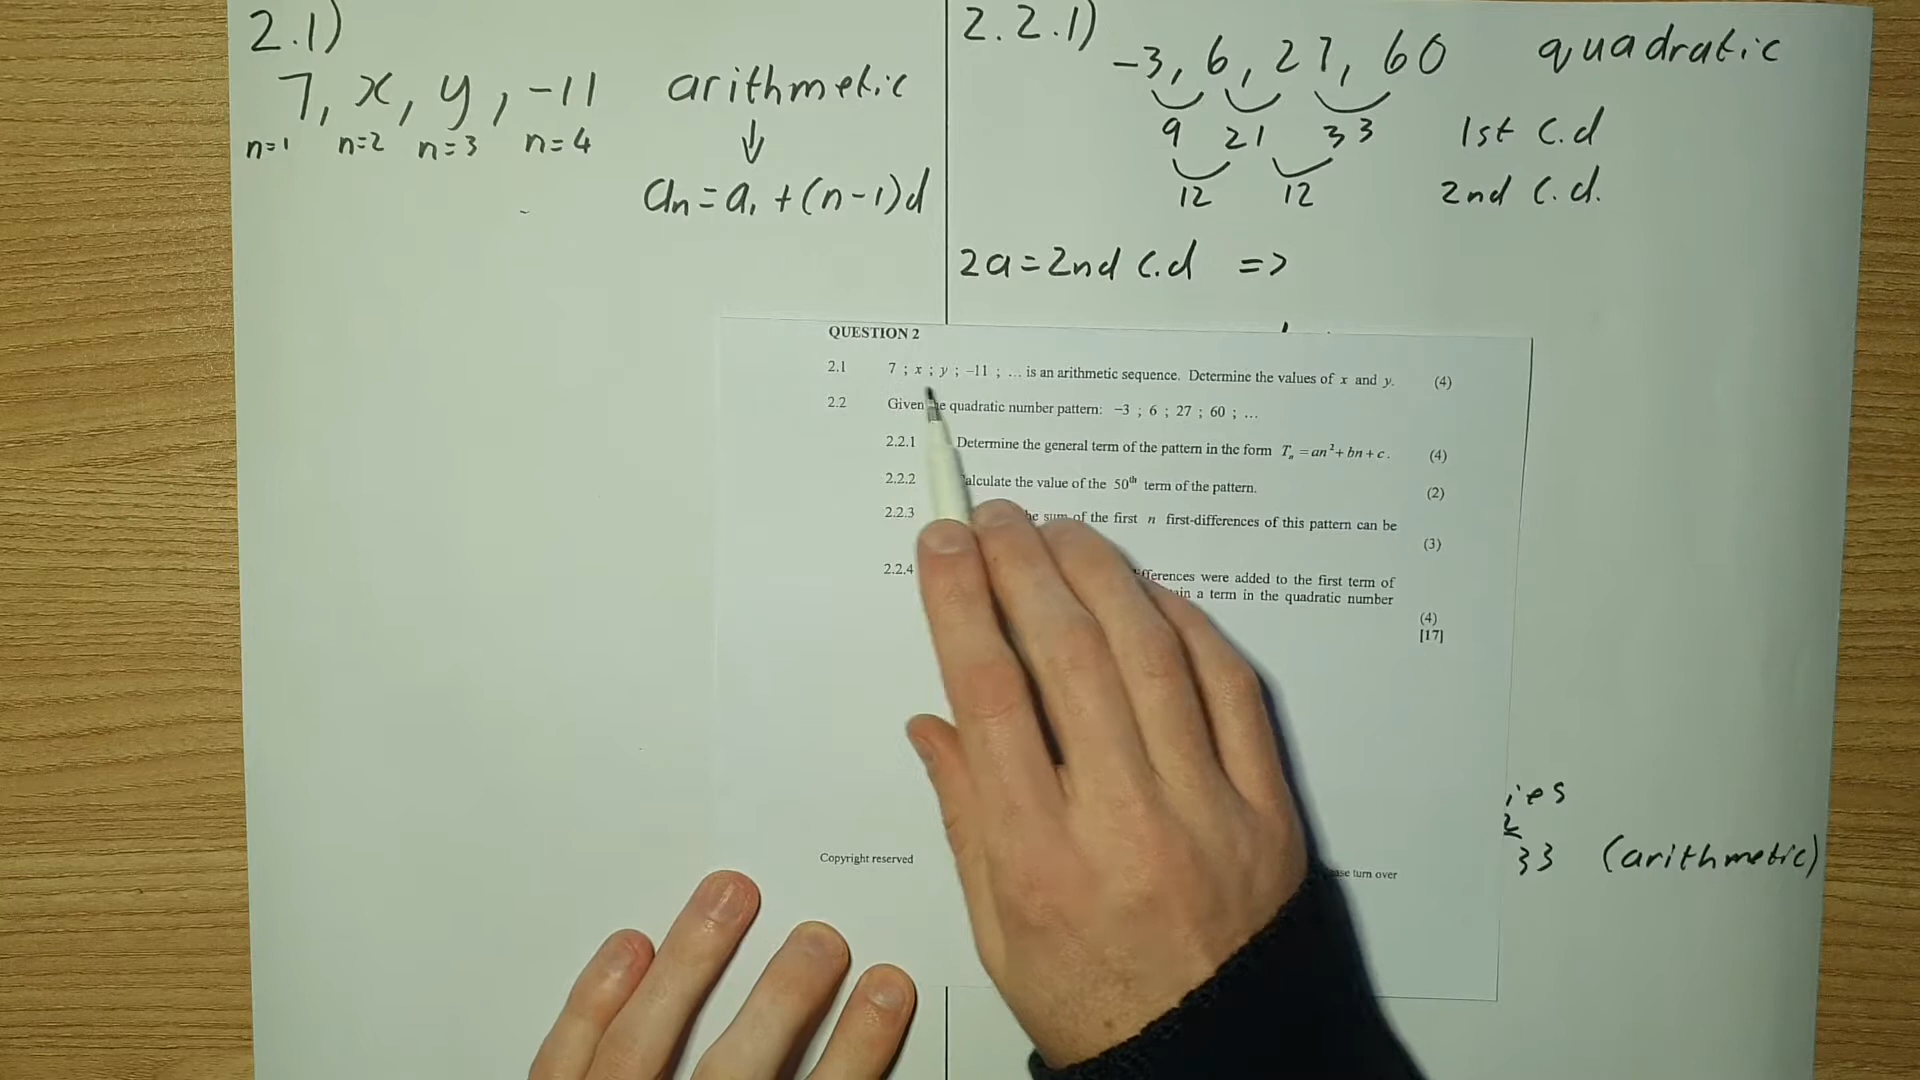 2.1)
7, x, y, -11 arithmetic
n=1 n=2 n=3 n=4
↓
an = a1 + (n-1)d
2.2.1)
-3, 6, 27, 60 quadratic
9 21 33 1st C.d
12 12 2nd C.d.
2a = 2nd C.d =>
QUESTION 2
2.1 7 ; x ; y ; −11 ; … is an arithmetic sequence. Determine the values of x and y. (4)
2.2 Given quadratic number pattern: −3 ; 6 ; 27 ; 60 ; …
2.2.1 Determine the general term of the pattern in the form Tn = an² + bn + c. (4)
2.2.2 alculate the value of the 50th term of the pattern. (2)
2.2.3 he sum of the first n first-differences of this pattern can be
(3)
2.2.4 fferences were added to the first term of
a term in the quadratic number
(4)
[17]
ies
2
33 (arithmetic)
Copyright reserved turn over